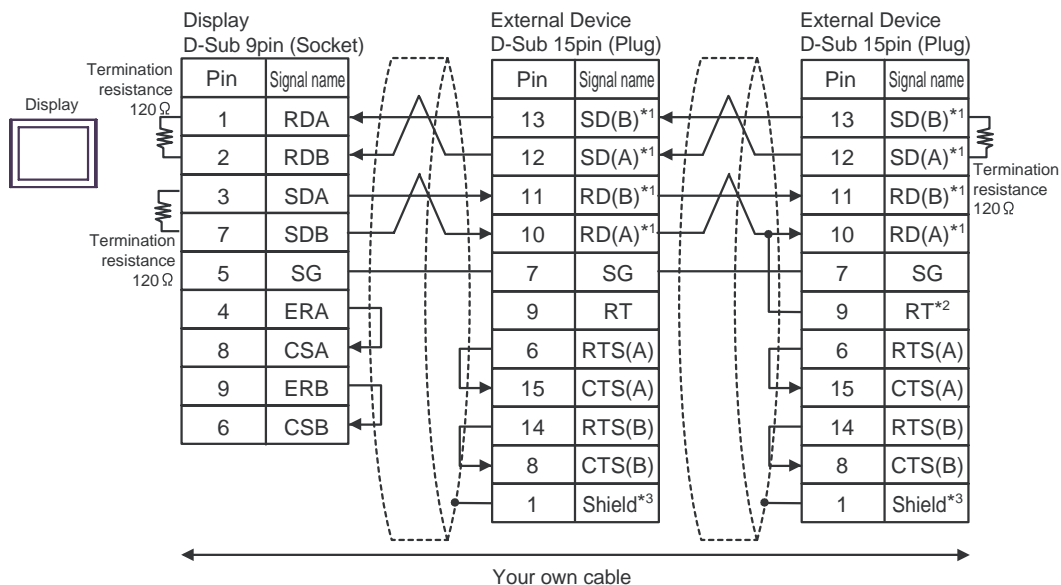 Display
D-Sub 9pin (Socket)
External Device
D-Sub 15pin (Plug)
External Device
D-Sub 15pin (Plug)
Display
Termination
resistance
120Ω
Termination
resistance
120Ω
Pin Signal name
1 RDA
2 RDB
3 SDA
7 SDB
5 SG
4 ERA
8 CSA
9 ERB
6 CSB
Pin Signal name
13 SD(B)*1
12 SD(A)*1
11 RD(B)*1
10 RD(A)*1
7 SG
9 RT
6 RTS(A)
15 CTS(A)
14 RTS(B)
8 CTS(B)
1 Shield*3
Pin Signal name
13 SD(B)*1
12 SD(A)*1
11 RD(B)*1
10 RD(A)*1
7 SG
9 RT*2
6 RTS(A)
15 CTS(A)
14 RTS(B)
8 CTS(B)
1 Shield*3
Termination
resistance
120Ω
Your own cable